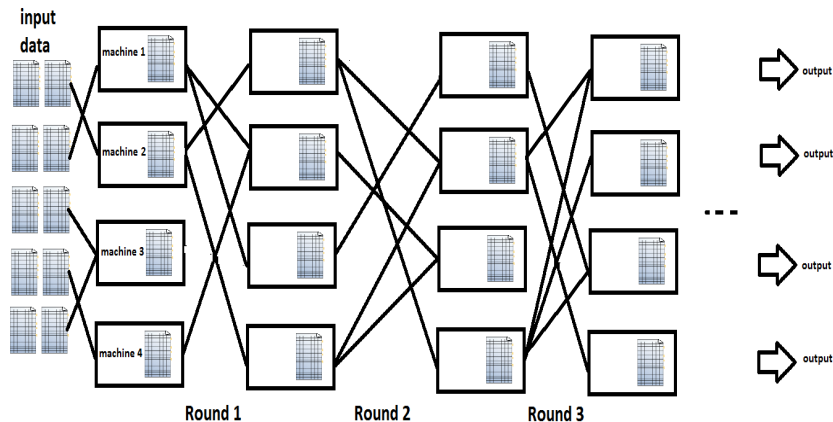 input
data
machine 1
machine 2
machine 3
machine 4
Round 1
Round 2
Round 3
output
output
output
output